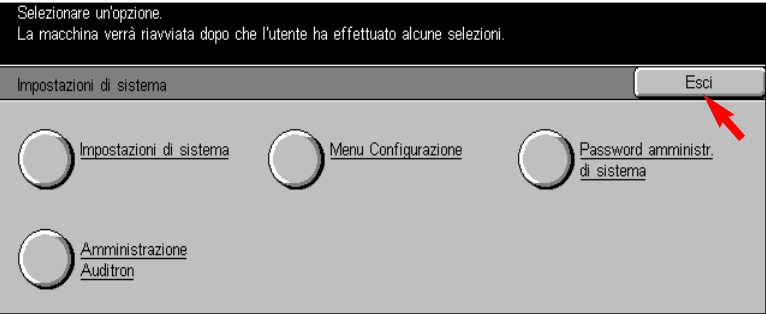 Selezionare un'opzione.
La macchina verrà riavviata dopo che l'utente ha effettuato alcune selezioni.
Impostazioni di sistema
Esci
Impostazioni di sistema
Menu Configurazione
Password amministr.
di sistema
Amministrazione
Auditron